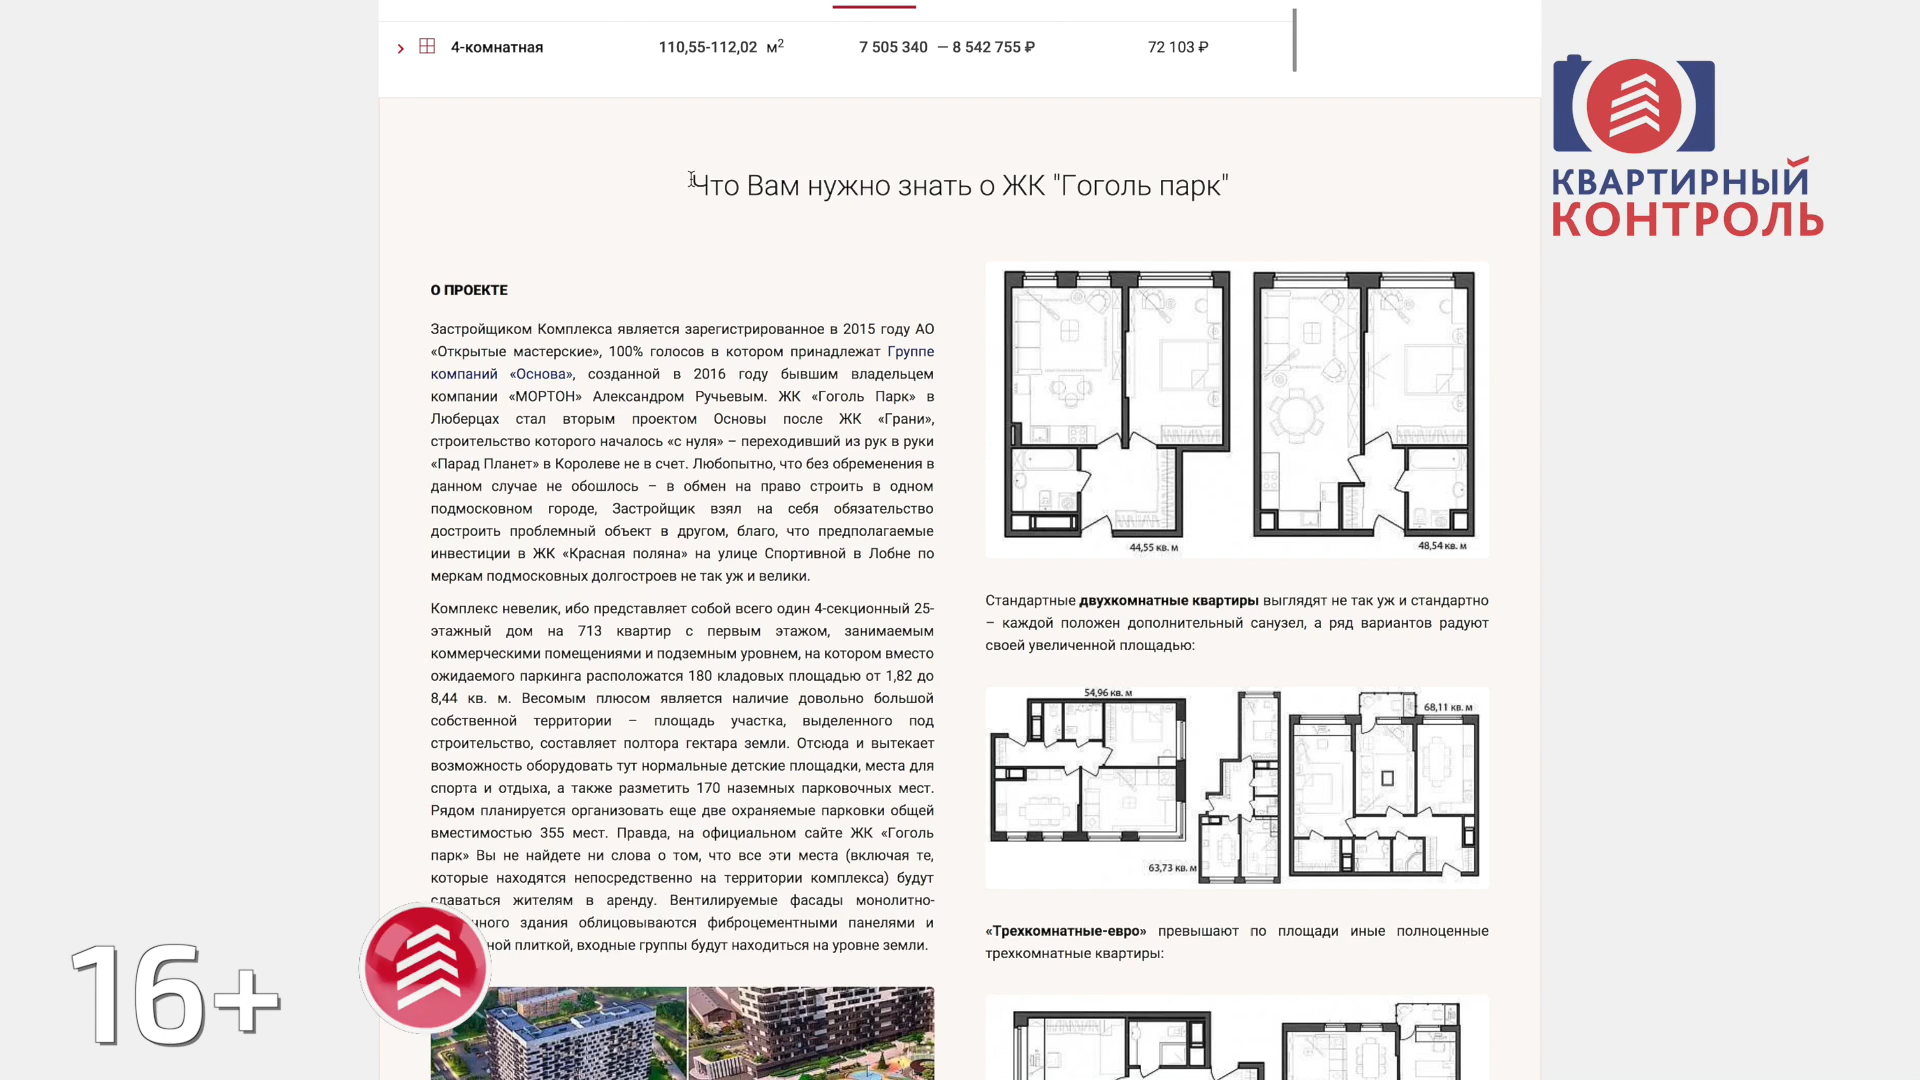 4-комнатная 110,55-112,02 м2 7 505 340 — 8 542 755 ₽ 72 103 ₽
КВАРТИРНЫЙ
КОНТРОЛЬ
Что Вам нужно знать о ЖК "Гоголь парк"
О ПРОЕКТЕ
Застройщиком Комплекса является зарегистрированное в 2015 году АО
«Открытые мастерские», 100% голосов в котором принадлежат Группе
компаний «Основа», созданной в 2016 году бывшим владельцем
компании «МОРТОН» Александром Ручьевым. ЖК «Гоголь Парк» в
Люберцах стал вторым проектом Основы после ЖК «Грани»,
строительство которого началось «с нуля» – переходивший из рук в руки
«Парад Планет» в Королеве не в счет. Любопытно, что без обременения в
данном случае не обошлось – в обмен на право строить в одном
подмосковном городе, Застройщик взял на себя обязательство
достроить проблемный объект в другом, благо, что предполагаемые
инвестиции в ЖК «Красная поляна» на улице Спортивной в Лобне по
меркам подмосковных долгостроев не так уж и велики.
Комплекс невелик, ибо представляет собой всего один 4-секционный 25-
этажный дом на 713 квартир с первым этажом, занимаемым
коммерческими помещениями и подземным уровнем, на котором вместо
ожидаемого паркинга расположатся 180 кладовых площадью от 1,82 до
8,44 кв. м. Весомым плюсом является наличие довольно большой
собственной территории – площадь участка, выделенного под
строительство, составляет полтора гектара земли. Отсюда и вытекает
возможность оборудовать тут нормальные детские площадки, места для
спорта и отдыха, а также разметить 170 наземных парковочных мест.
Рядом планируется организовать еще две охраняемые парковки общей
вместимостью 355 мест. Правда, на официальном сайте ЖК «Гоголь
парк» Вы не найдете ни слова о том, что все эти места (включая те,
которые находятся непосредственно на территории комплекса) будут
сдаваться жителям в аренду. Вентилируемые фасады монолитно-
здания облицовываются фиброцементными панелями и
плиткой, входные группы будут находиться на уровне земли.
44,55 кв. м
48,54 кв. м
Стандартные двухкомнатные квартиры выглядят не так уж и стандартно
– каждой положен дополнительный санузел, а ряд вариантов радуют
своей увеличенной площадью:
54,96 кв. м
68,11 кв. м
63,73 кв. м
«Трехкомнатные-евро» превышают по площади иные полноценные
трехкомнатные квартиры:
16+